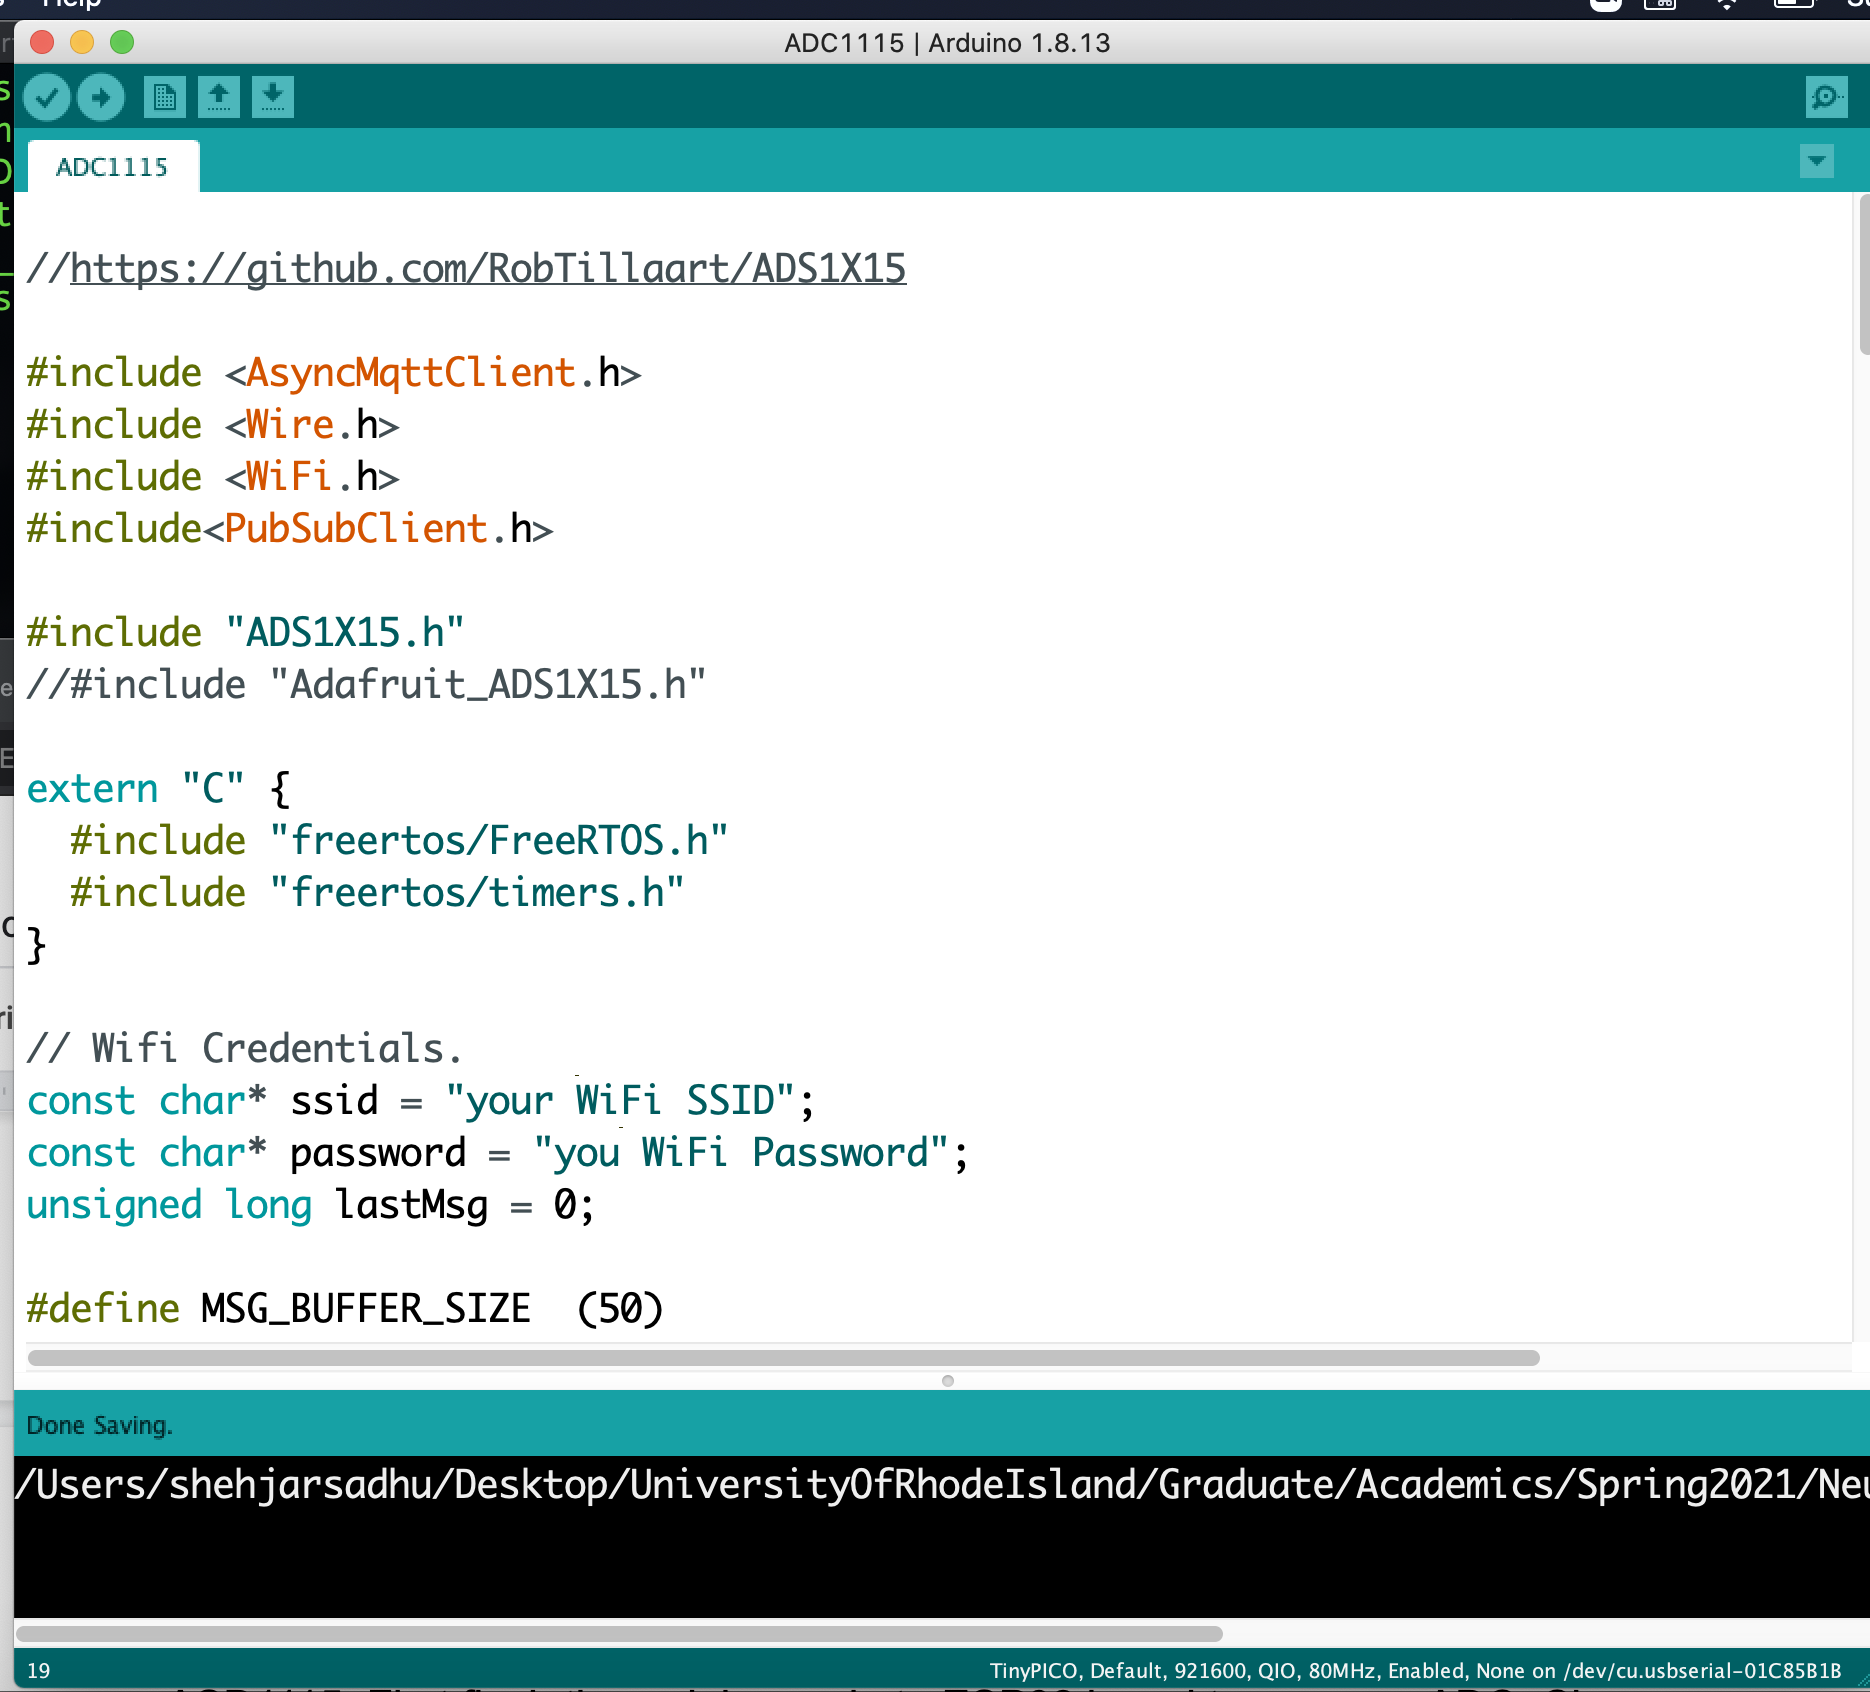 Help
ADC1115 | Arduino 1.8.13
ADC1115
//https://github.com/RobTillaart/ADS1X15
#include <AsyncMqttClient.h>
#include <Wire.h>
#include <WiFi.h>
#include<PubSubClient.h>
#include "ADS1X15.h"
//#include "Adafruit_ADS1X15.h"
extern "C" {
#include "freertos/FreeRTOS.h"
#include "freertos/timers.h"
}
// Wifi Credentials.
const char* ssid = "your WiFi SSID";
const char* password = "you WiFi Password";
unsigned long lastMsg = 0;
#define MSG_BUFFER_SIZE  (50)
Done Saving.
/Users/shehjarsadhu/Desktop/UniversityOfRhodeIsland/Graduate/Academics/Spring2021/Neu
19
TinyPICO, Default, 921600, QIO, 80MHz, Enabled, None on /dev/cu.usbserial-01C85B1B